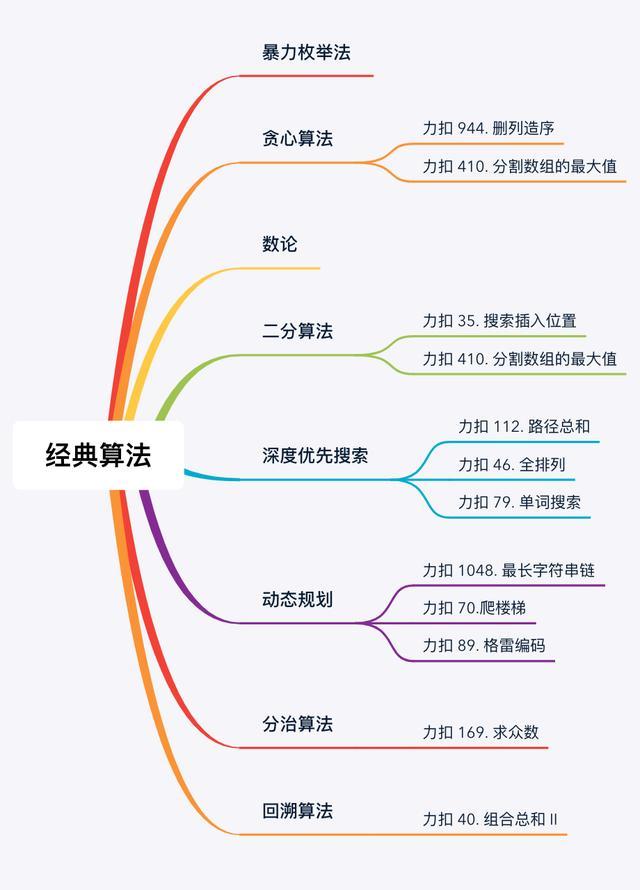 经典算法
暴力枚举法
贪心算法
力扣 944. 删列造序
力扣 410. 分割数组的最大值
数论
二分算法
力扣 35. 搜索插入位置
力扣 410. 分割数组的最大值
深度优先搜索
力扣 112. 路径总和
力扣 46. 全排列
力扣 79. 单词搜索
动态规划
力扣 1048. 最长字符串链
力扣 70.爬楼梯
力扣 89. 格雷编码
分治算法
力扣 169. 求众数
回溯算法
力扣 40. 组合总和 II